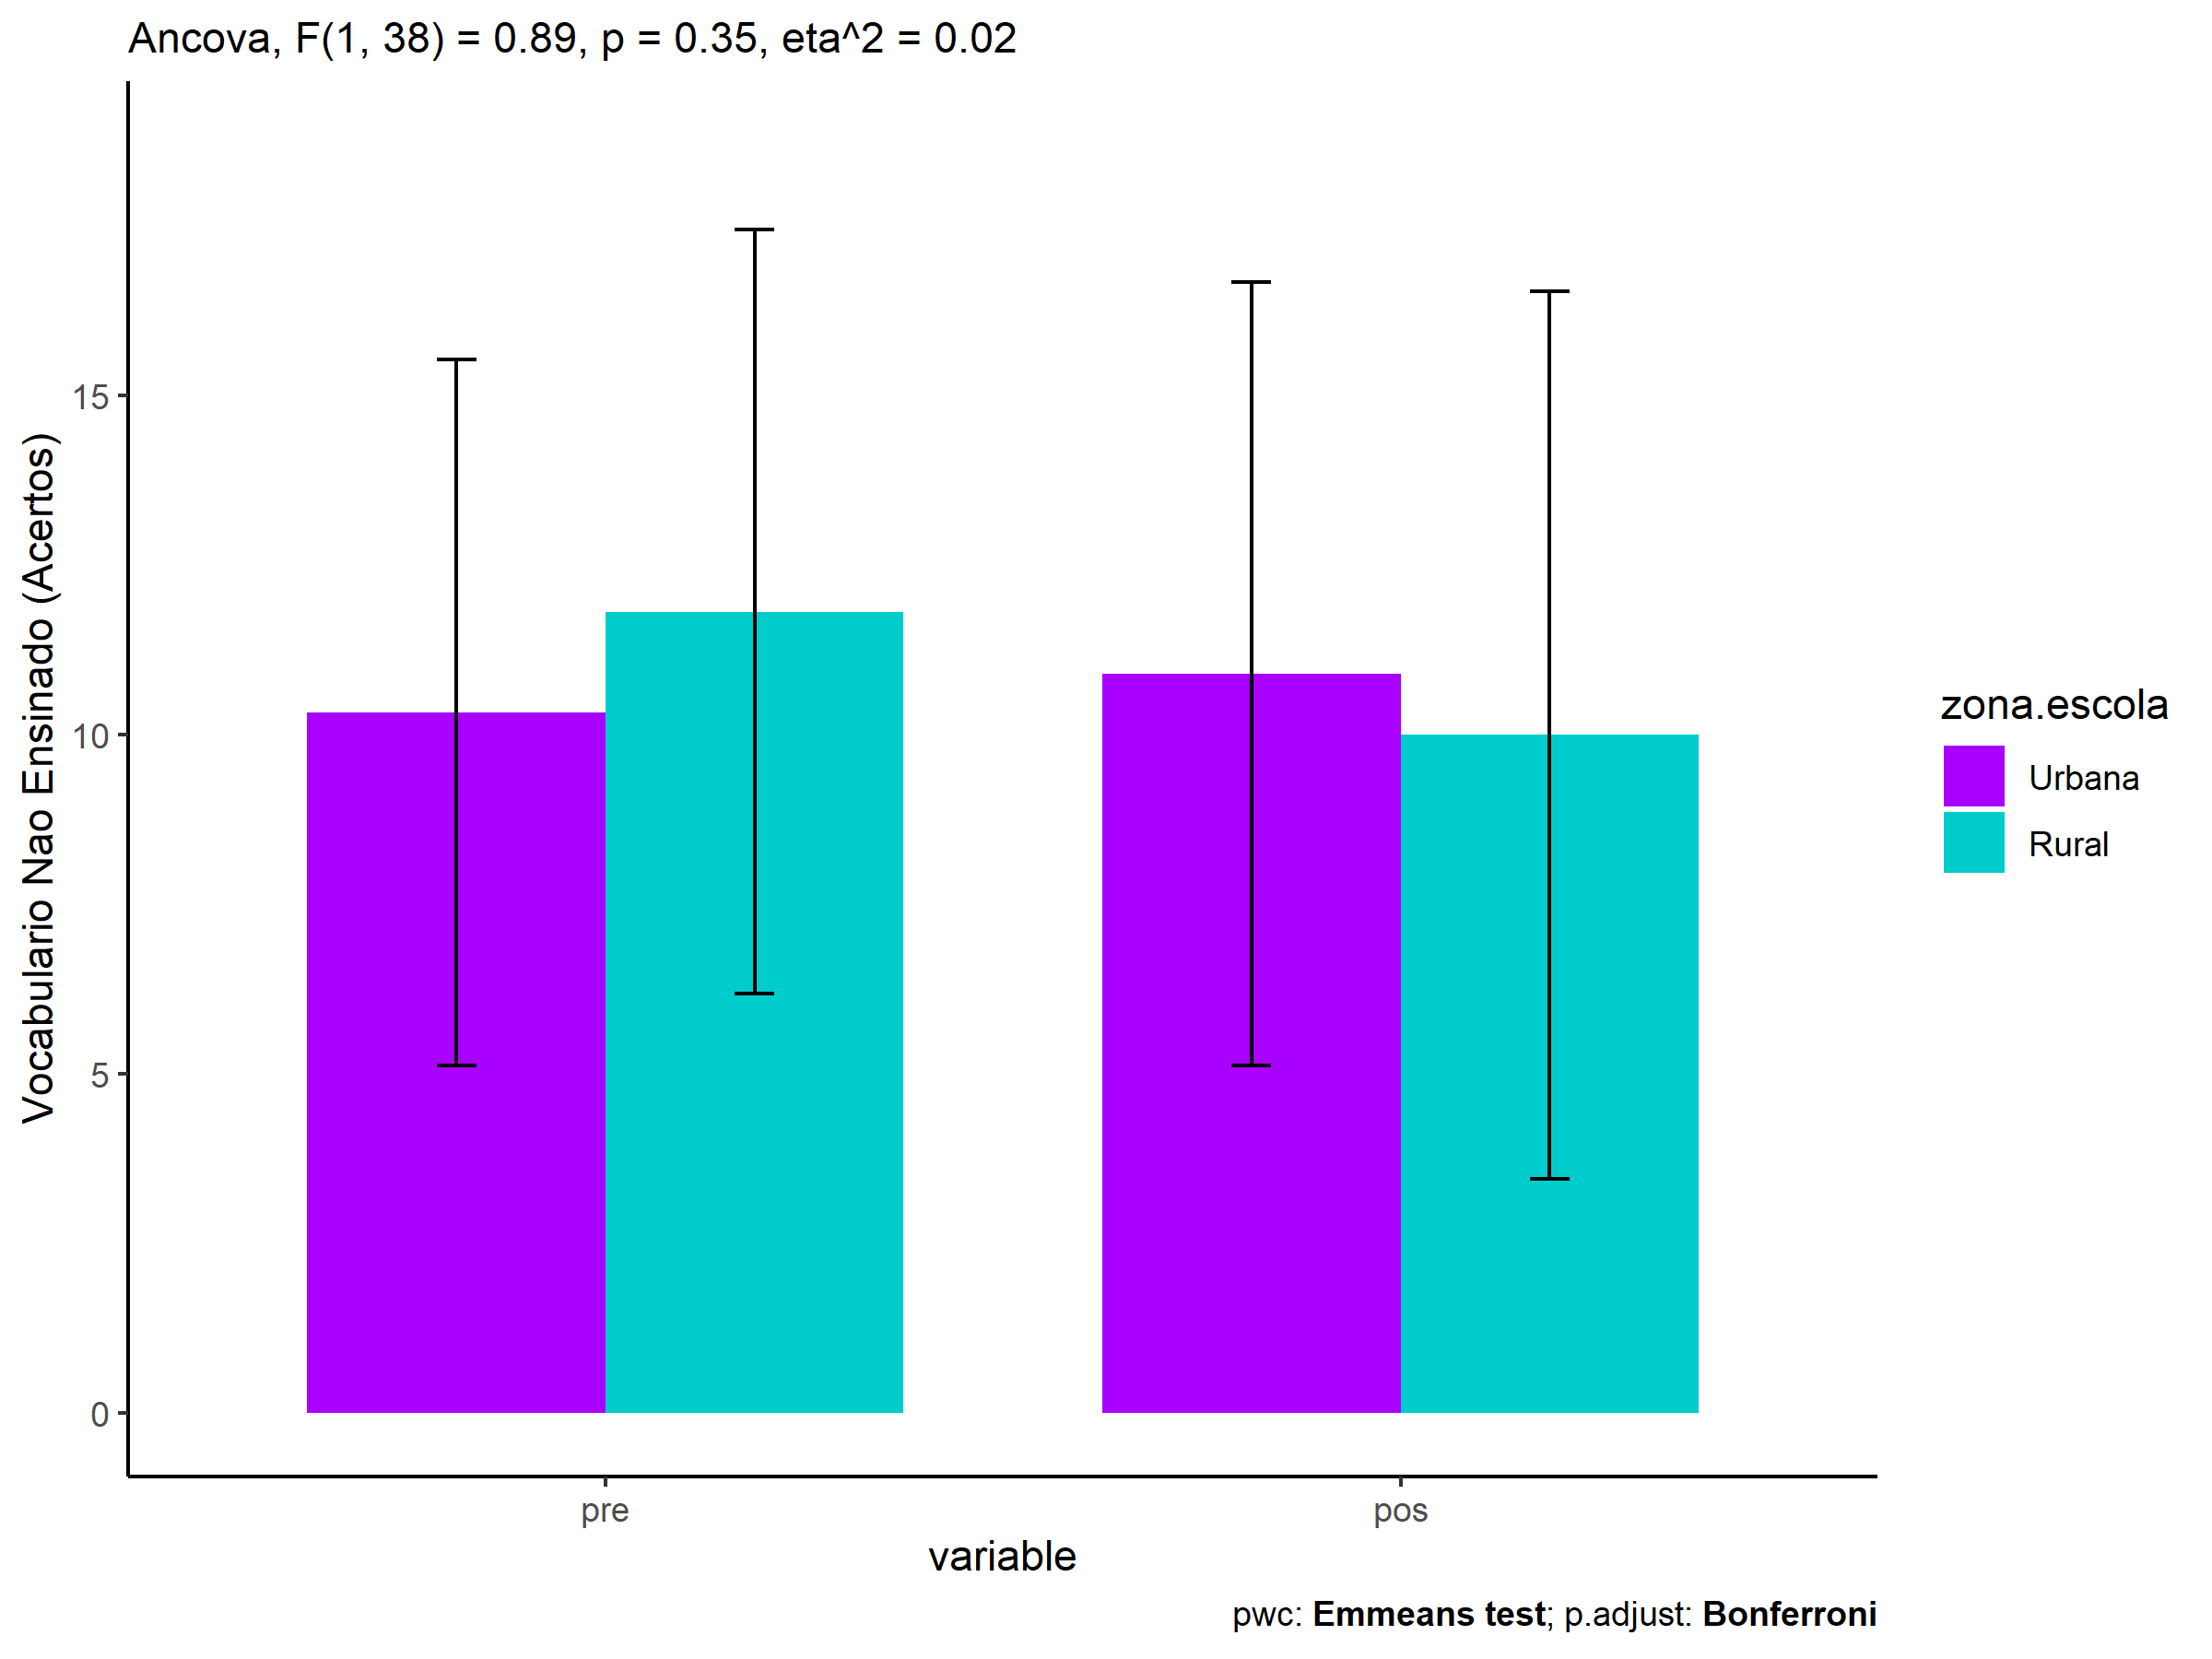 Ancova, F(1, 38) = 0.89, p = 0.35, eta^2 = 0.02
Vocabulario Nao Ensinado (Acertos)
15
10
5
0
pre
pos
variable
zona.escola
Urbana
Rural
pwc: Emmeans test; p.adjust: Bonferroni